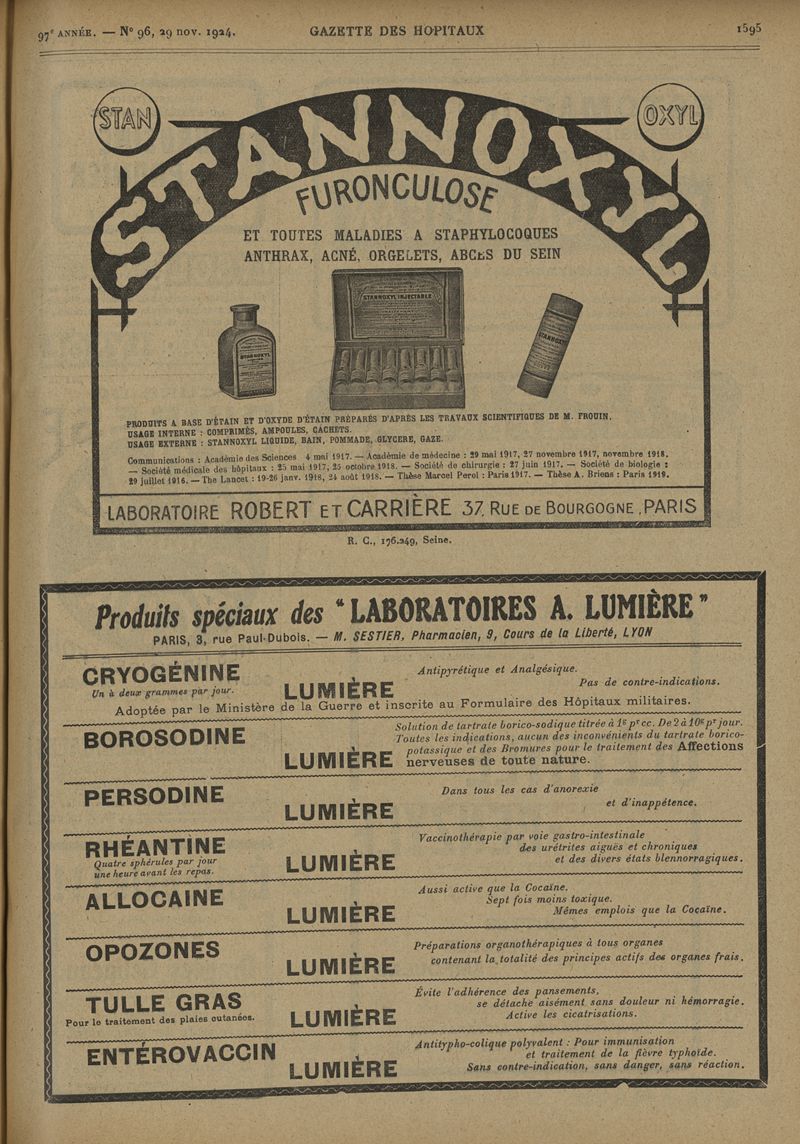 97e ANNÉE. — N° 96, 29 nov. 1924. GAZETTE DES HOPITAUX 1595
STAN OXYL
STANNOXYL
FURONCULOSE
ET TOUTES MALADIES A STAPHYLOCOQUES
ANTHRAX, ACNÉ, ORGELETS, ABCÈS DU SEIN
STANNOXYL INJECTABLE
STANNOXYL
STANNOXYL
PRODUITS A BASE D'ÉTAIN ET D'OXYDE D'ÉTAIN PRÉPARÉS D'APRÈS LES TRAVAUX SCIENTIFIQUES DE M. FROUIN,
USAGE INTERNE : COMPRIMÉS, AMPOULES, CACHETS.
USAGE EXTERNE : STANNOXYL LIQUIDE, BAIN, POMMADE, GLYCERE, GAZE.
Communications : Académie des Sciences 4 mai 1917. — Académie de médecine : 29 mai 1917, 27 novembre 1917, novembre 1918.
— Société médicale des hôpitaux : 25 mai 1917, 25 octobre 1918. — Société de chirurgie : 27 juin 1917. — Société de biologie :
29 juillet 1916. — The Lancet : 19-26 janv. 1918, 24 août 1918. — Thèse Marcel Perol : Paris 1917. — Thèse A. Briens : Paris 1919.
LABORATOIRE ROBERT ET CARRIÈRE 37, RUE DE BOURGOGNE, PARIS
R. C., 176.249, Seine.
Produits spéciaux des "LABORATOIRES A. LUMIÈRE"
PARIS, 3, rue Paul-Dubois. — M. SESTIER, Pharmacien, 9, Cours de la Liberté, LYON
CRYOGÉNINE Antipyrétique et Analgésique.
Un à deux grammes par jour. LUMIÈRE Pas de contre-indications.
Adoptée par le Ministère de la Guerre et inscrite au Formulaire des Hôpitaux militaires.
Solution de tartrate borico-sodique titrée à 1g pr cc. De 2 à 10g pr jour.
BOROSODINE Toutes les indications, aucun des inconvénients du tartrate borico-
potassique et des Bromures pour le traitement des Affections
LUMIÈRE nerveuses de toute nature.
PERSODINE Dans tous les cas d'anorexie
LUMIÈRE et d'inappétence.
RHÉANTINE Vaccinothérapie par voie gastro-intestinale
Quatre sphérules par jour des urétrites aiguës et chroniques
une heure avant les repas. LUMIÈRE et des divers états blennorragiques.
ALLOCAINE Aussi active que la Cocaïne.
Sept fois moins toxique.
LUMIÈRE Mêmes emplois que la Cocaïne.
OPOZONES Préparations organothérapiques à tous organes
LUMIÈRE contenant la totalité des principes actifs des organes frais.
TULLE GRAS Évite l'adhérence des pansements,
se détache aisément sans douleur ni hémorragie.
Pour le traitement des plaies cutanées. LUMIÈRE Active les cicatrisations.
ENTÉROVACCIN Antitypho-colique polyvalent : Pour immunisation
et traitement de la fièvre typhoïde.
LUMIÈRE Sans contre-indication, sans danger, sans réaction.